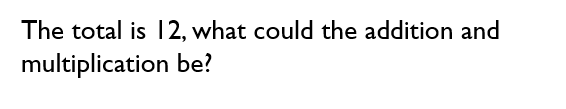 The total is 12, what could the addition and
multiplication be?